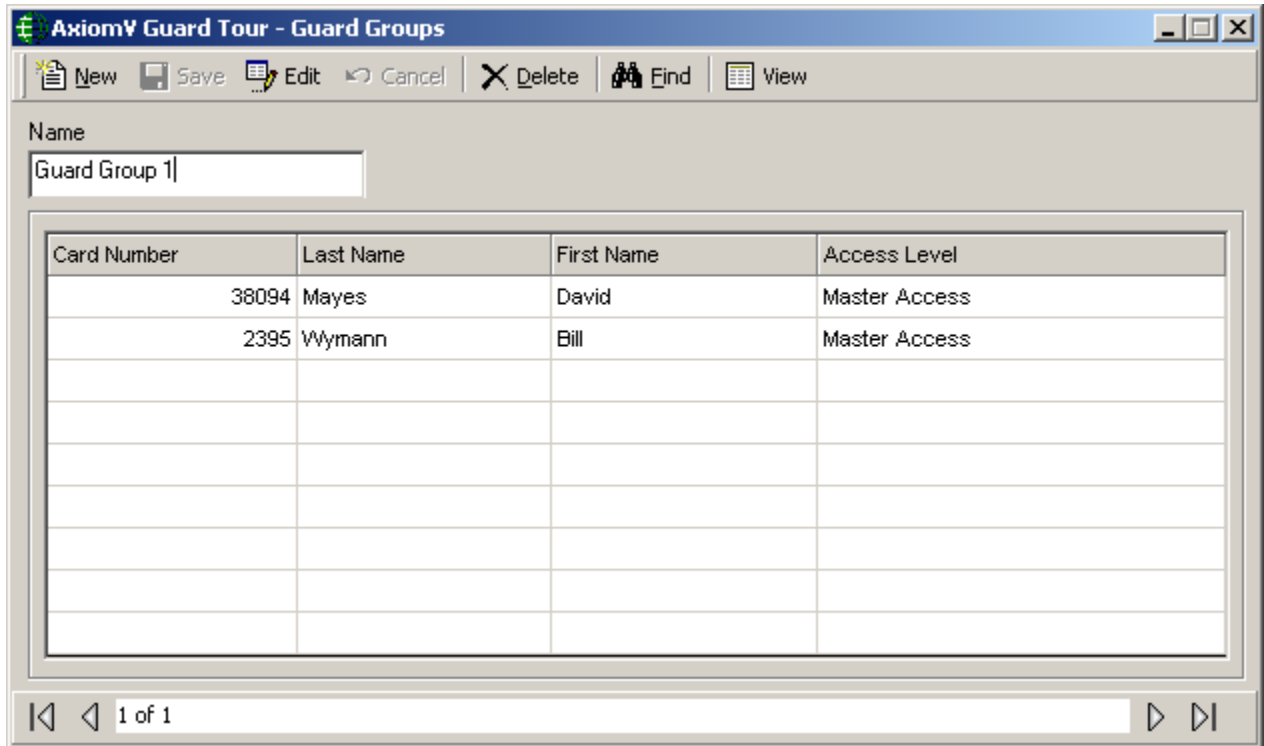 AxiomV Guard Tour - Guard Groups
New Save Edit Cancel Delete Find View
Name
Guard Group 1
Card Number Last Name First Name Access Level
38094 Mayes David Master Access
2395 Wymann Bill Master Access
1 of 1